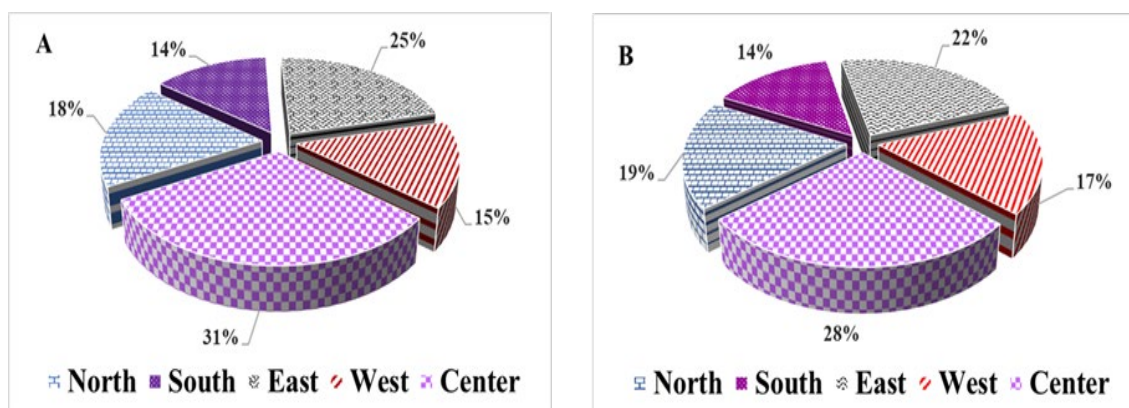 A
14%
25%
18%
15%
31%
North South East West Center
B
14%
22%
19%
17%
28%
North South East West Center